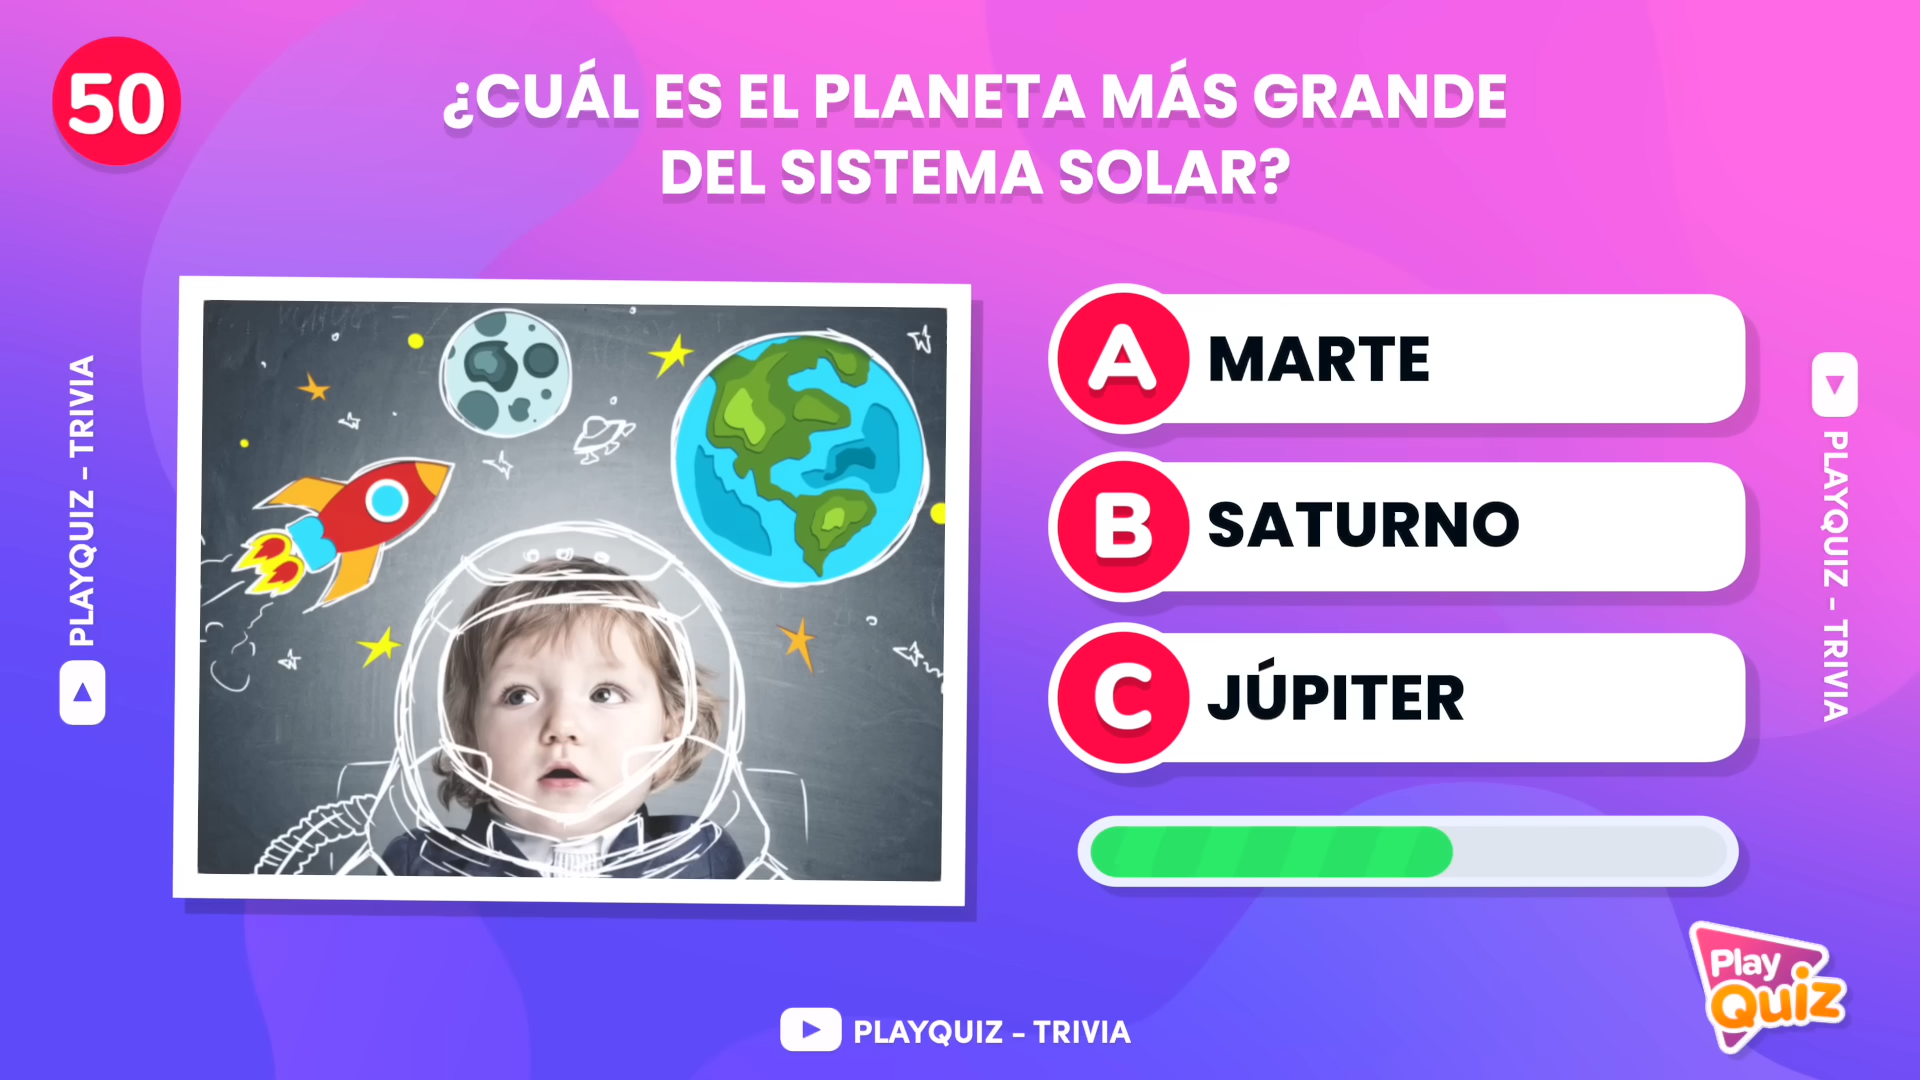 50
¿CUÁL ES EL PLANETA MÁS GRANDE
DEL SISTEMA SOLAR?
PLAYQUIZ - TRIVIA
A MARTE
B SATURNO
C JÚPITER
PLAYQUIZ - TRIVIA
Play
Quiz
PLAYQUIZ - TRIVIA